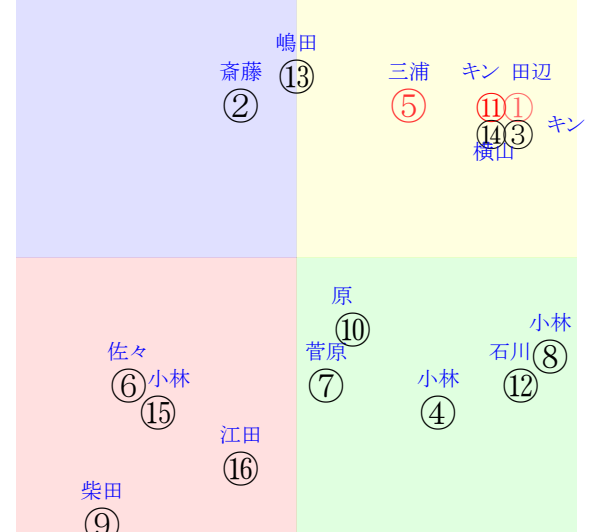 嶋田
⑬
斎藤
②
三浦
⑤
キン
⑪
田辺
①
キン
③
⑭
横山
原
⑩
菅原
⑦
小林
⑧
石川
⑫
小林
④
佐々
⑥
小林
⑮
江田
⑯
柴田
⑨